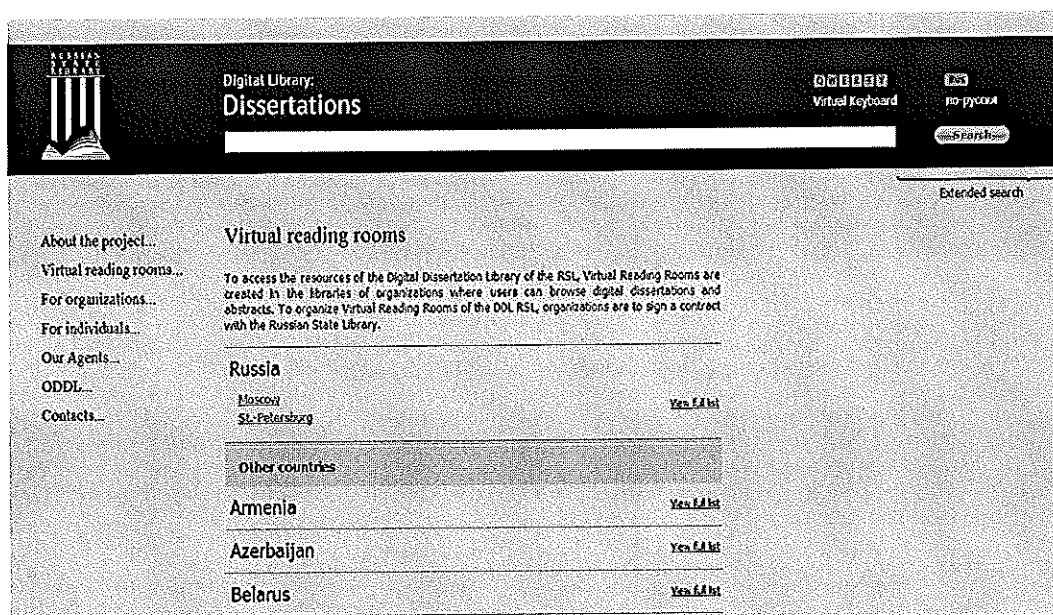 RUSSIAN
STATE
LIBRARY
Digital Library:
Dissertations
QWERTY
Virtual Keyboard
Рус
по-русски
Search
Extended search
About the project...
Virtual reading rooms...
For organizations...
For individuals...
Our Agents...
ODDL...
Contacts...
Virtual reading rooms
To access the resources of the Digital Dissertation Library of the RSL, Virtual Reading Rooms are
created in the libraries of organizations where users can browse digital dissertations and
abstracts. To organize Virtual Reading Rooms of the DDL RSL, organizations are to sign a contract
with the Russian State Library.
Russia
Moscow
St.-Petersburg
View full list
Other countries
Armenia
View full list
Azerbaijan
View full list
Belarus
View full list